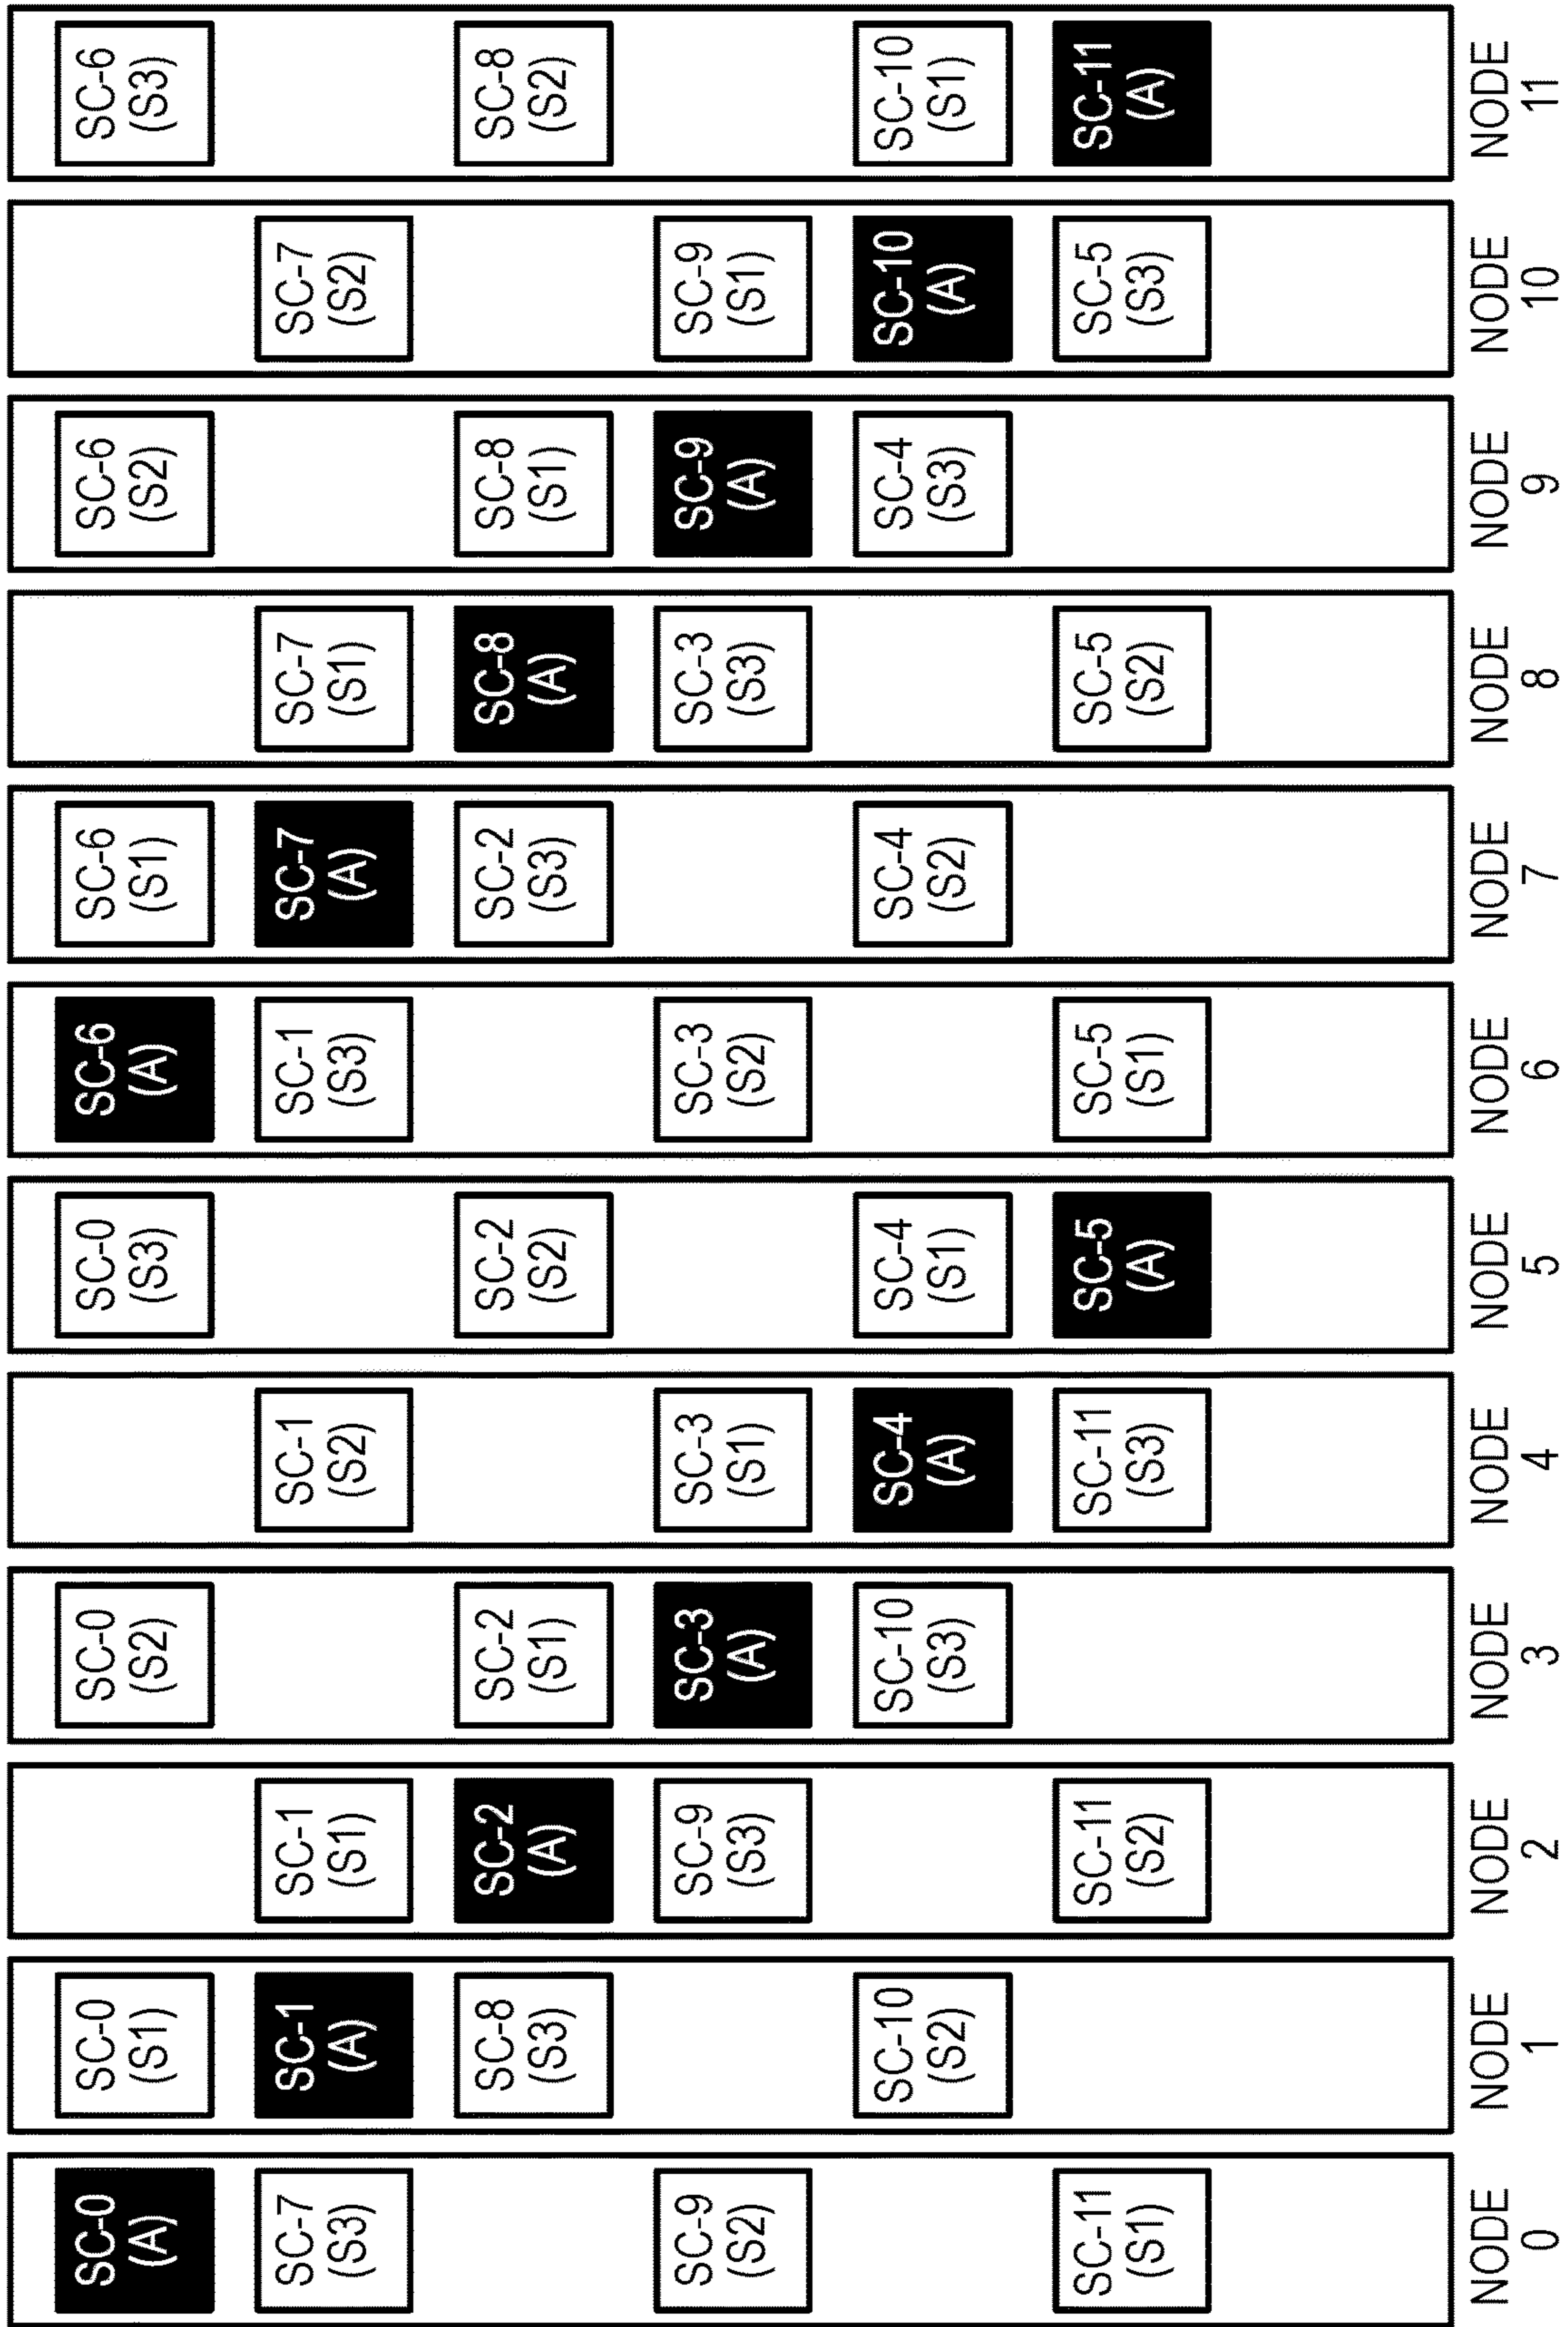 SC-0
(A)
SC-7
(S3)
SC-9
(S2)
SC-11
(S1)
NODE
0
SC-0
(S1)
SC-1
(A)
SC-8
(S3)
SC-10
(S2)
NODE
1
SC-1
(S1)
SC-2
(A)
SC-9
(S3)
SC-11
(S2)
NODE
2
SC-0
(S2)
SC-2
(S1)
SC-3
(A)
SC-10
(S3)
NODE
3
SC-1
(S2)
SC-3
(S1)
SC-4
(A)
SC-11
(S3)
NODE
4
SC-0
(S3)
SC-2
(S2)
SC-4
(S1)
SC-5
(A)
NODE
5
SC-6
(A)
SC-1
(S3)
SC-3
(S2)
SC-5
(S1)
NODE
6
SC-6
(S1)
SC-7
(A)
SC-2
(S3)
SC-4
(S2)
NODE
7
SC-7
(S1)
SC-8
(A)
SC-3
(S3)
SC-5
(S2)
NODE
8
SC-6
(S2)
SC-8
(S1)
SC-9
(A)
SC-4
(S3)
NODE
9
SC-7
(S2)
SC-9
(S1)
SC-10
(A)
SC-5
(S3)
NODE
10
SC-6
(S3)
SC-8
(S2)
SC-10
(S1)
SC-11
(A)
NODE
11